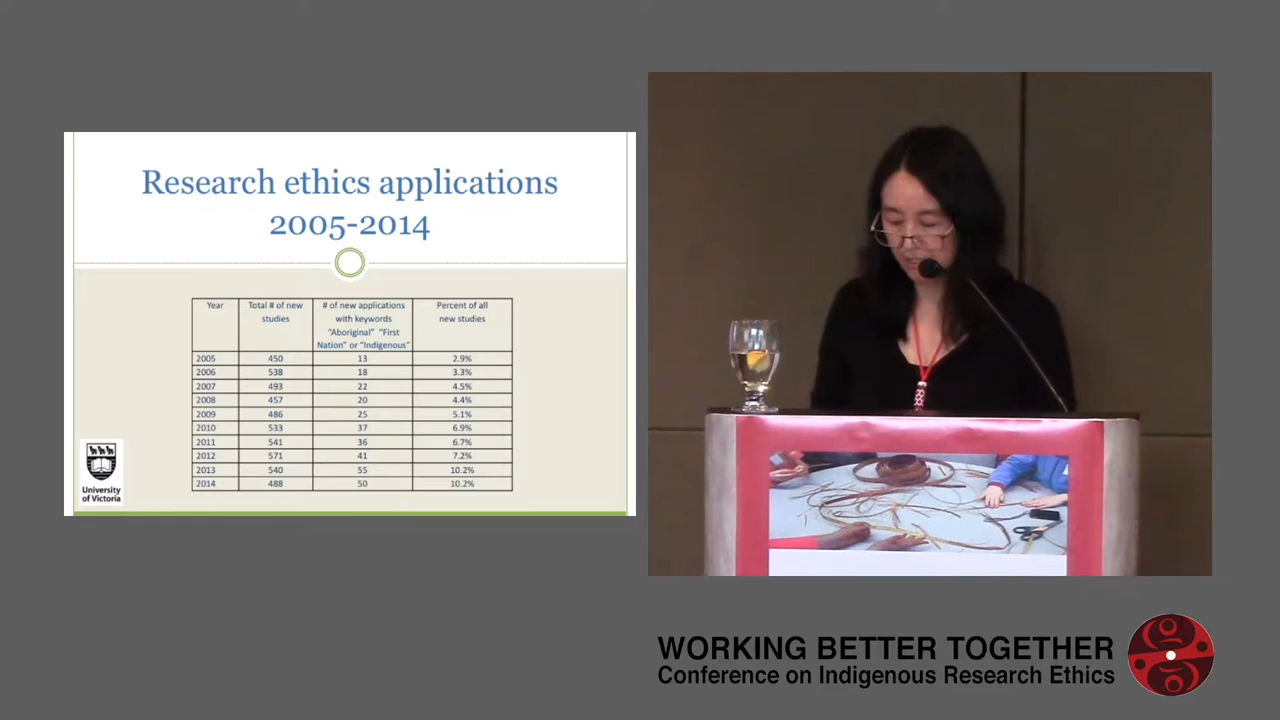 Research ethics applications
2005-2014
Year
Total # of new
studies
# of new applications
with keywords
"Aboriginal" "First
Nation" or "Indigenous"
Percent of all
new studies
2005 450 13 2.9%
2006 538 18 3.3%
2007 493 22 4.5%
2008 457 20 4.4%
2009 486 25 5.1%
2010 533 37 6.9%
2011 541 36 6.7%
2012 571 41 7.2%
2013 540 55 10.2%
2014 488 50 10.2%
University
of Victoria
WORKING BETTER TOGETHER
Conference on Indigenous Research Ethics